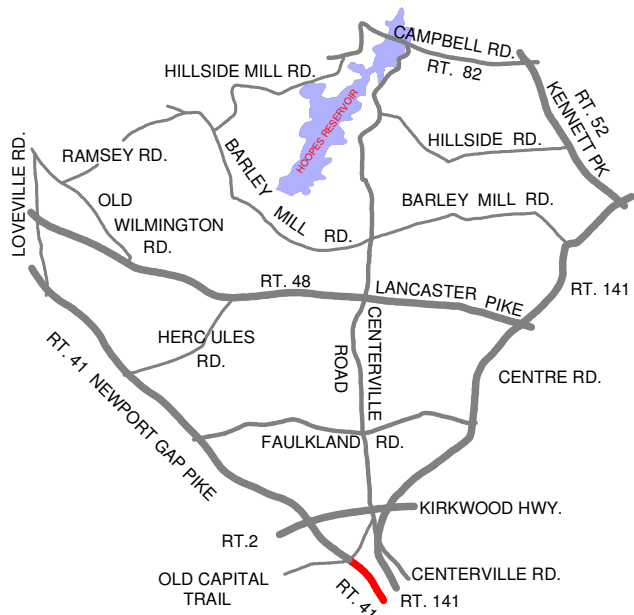 CAMPBELL RD.
RT. 82
HILLSIDE MILL RD.
HOOPES RESERVOIR
RT. 52
KENNETT PK
HILLSIDE RD.
RAMSEY RD.
LOVEVILLE RD.
OLD
WILMINGTON
RD.
BARLEY
MILL
RD.
BARLEY MILL RD.
RT. 48
LANCASTER PIKE
RT. 141
HERCULES
RD.
CENTERVILLE
ROAD
CENTRE RD.
RT. 41 NEWPORT GAP PIKE
FAULKLAND RD.
KIRKWOOD HWY.
RT.2
OLD CAPITAL
TRAIL
CENTERVILLE RD.
RT. 41
RT. 141